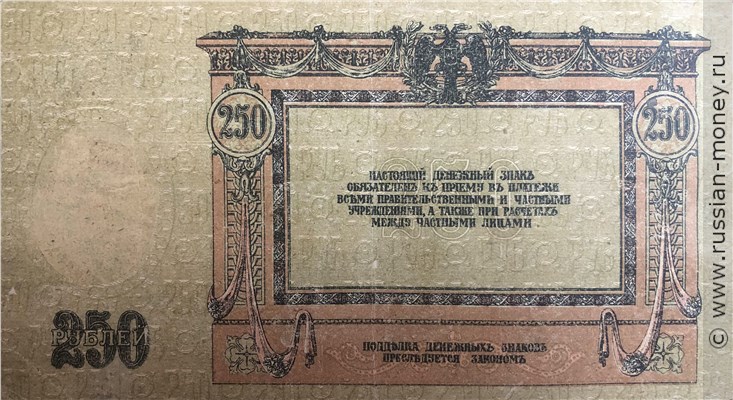 250
250
НАСТОЯЩІЙ ДЕНЕЖНЫЙ ЗНАКЪ
ОБЯЗАТЕЛЕНЪ КЪ ПРІЕМУ ВЪ ПЛАТЕЖИ
ВСѢМИ ПРАВИТЕЛЬСТВЕННЫМИ И ЧАСТНЫМИ
УЧРЕЖДЕНІЯМИ, А ТАКЖЕ ПРИ РАСЧЕТАХЪ
МЕЖДУ ЧАСТНЫМИ ЛИЦАМИ.
250
РУБЛЕЙ
ПОДДѢЛКА ДЕНЕЖНЫХЪ ЗНАКОВЪ
ПРЕСЛѢДУЕТСЯ ЗАКОНОМЪ
© www.russian-money.ru